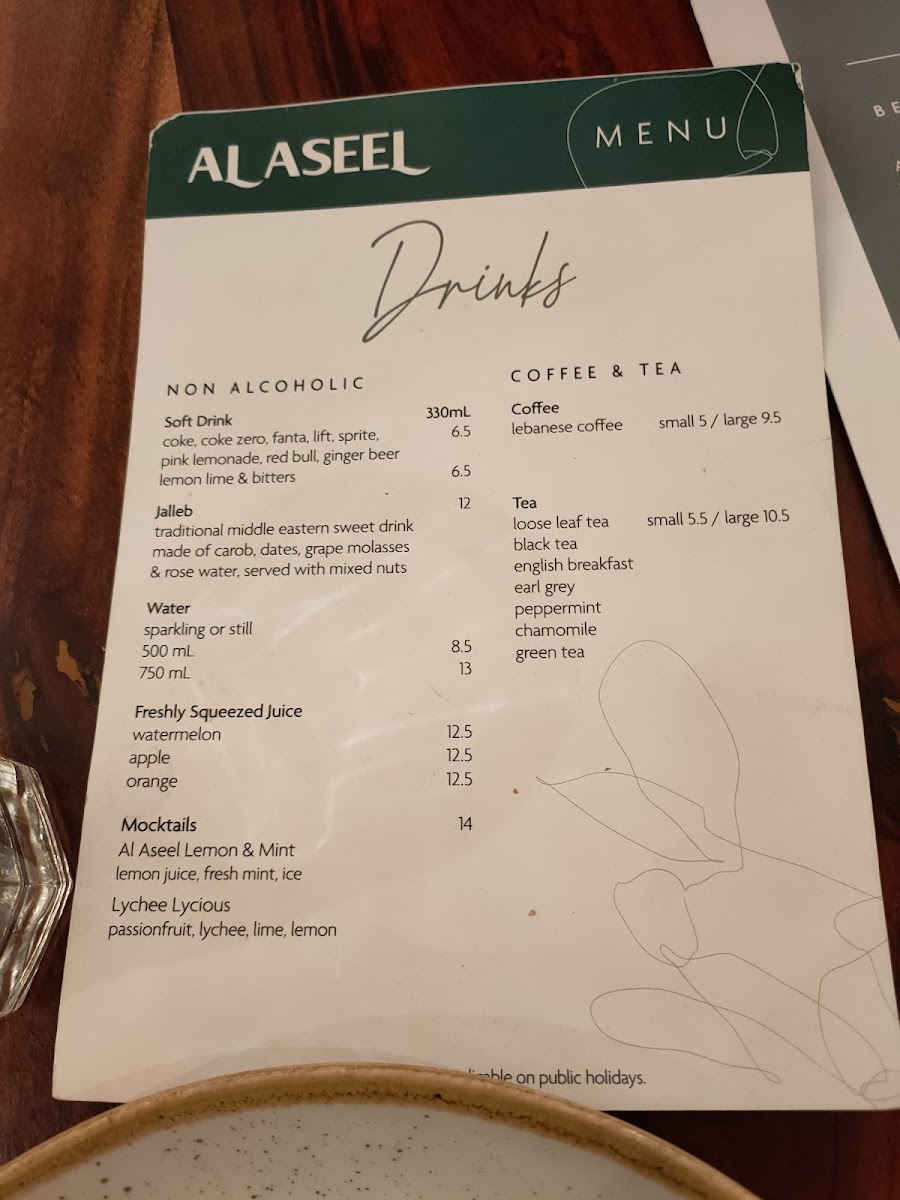 AL ASEEL
MENU
Drinks
NON ALCOHOLIC
Soft Drink 330mL
coke, coke zero, fanta, lift, sprite, 6.5
pink lemonade, red bull, ginger beer
lemon lime & bitters 6.5
Jalleb 12
traditional middle eastern sweet drink
made of carob, dates, grape molasses
& rose water, served with mixed nuts
Water
sparkling or still
500 mL 8.5
750 mL 13
Freshly Squeezed Juice
watermelon 12.5
apple 12.5
orange 12.5
Mocktails 14
Al Aseel Lemon & Mint
lemon juice, fresh mint, ice
Lychee Lycious
passionfruit, lychee, lime, lemon
COFFEE & TEA
Coffee
lebanese coffee small 5 / large 9.5
Tea
loose leaf tea small 5.5 / large 10.5
black tea
english breakfast
earl grey
peppermint
chamomile
green tea
on public holidays.